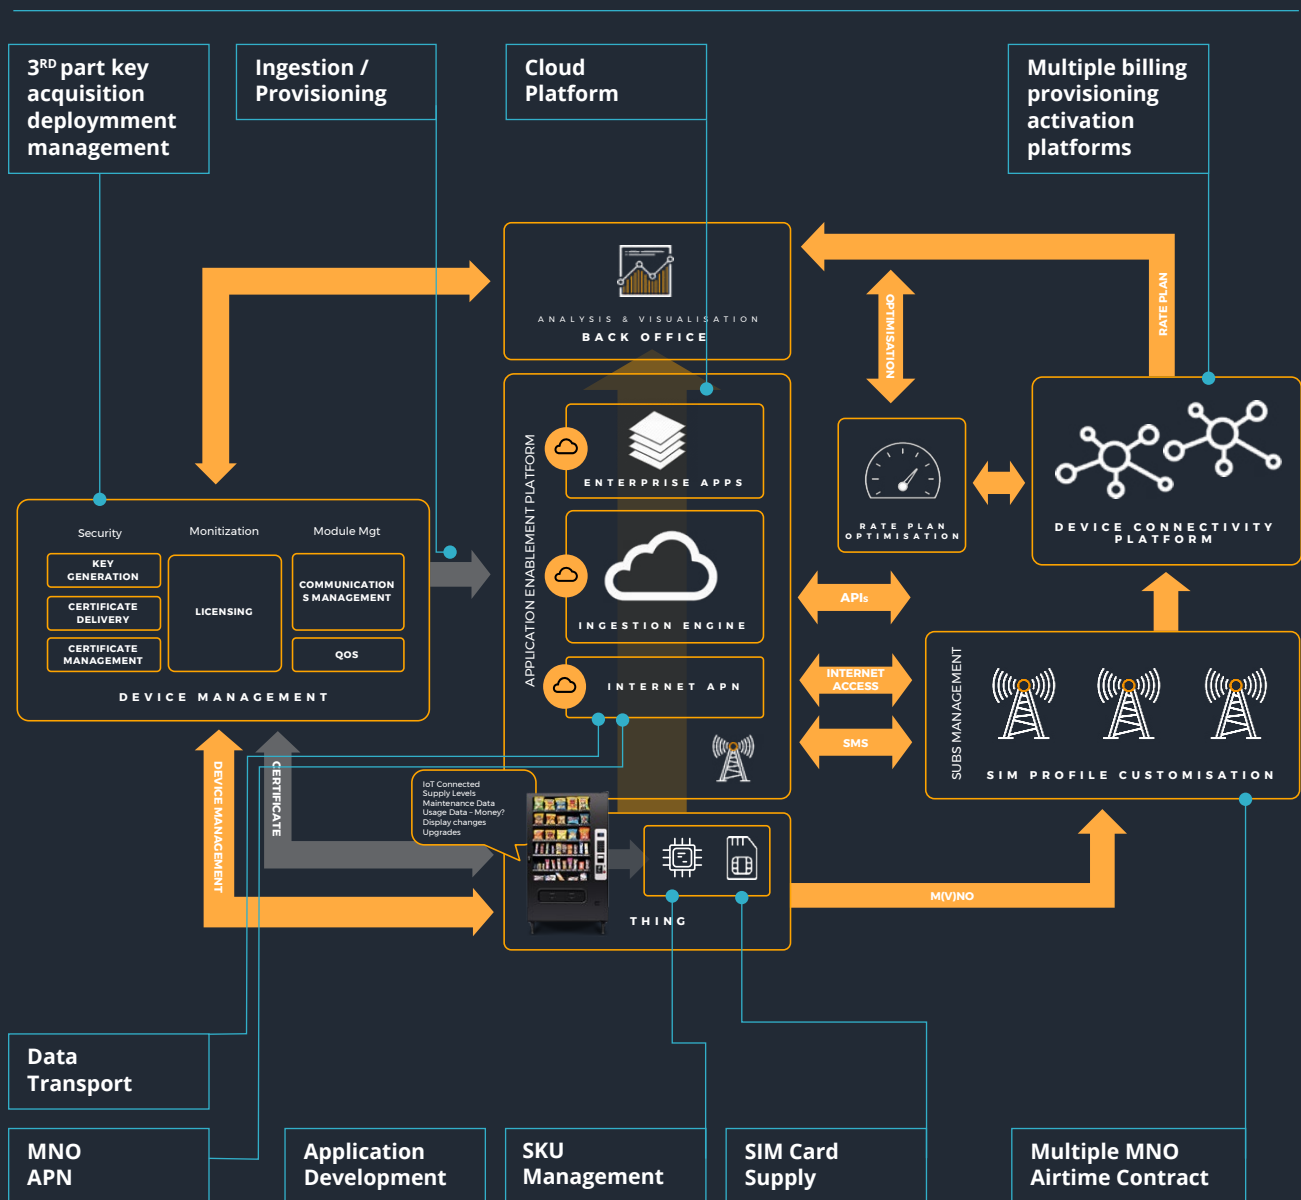 3RD part key
acquisition
deploymment
management
Ingestion /
Provisioning
Cloud
Platform
Multiple billing
provisioning
activation
platforms
ANALYSIS & VISUALISATION
BACK OFFICE
OPTIMISATION
RATE PLAN
APPLICATION ENABLEMENT PLATFORM
ENTERPRISE APPS
INGESTION ENGINE
INTERNET APN
RATE PLAN
OPTIMISATION
DEVICE CONNECTIVITY
PLATFORM
Security
Monitization
Module Mgt
KEY
GENERATION
CERTIFICATE
DELIVERY
CERTIFICATE
MANAGEMENT
LICENSING
COMMUNICATION
S MANAGEMENT
QOS
DEVICE MANAGEMENT
APIs
INTERNET
ACCESS
SMS
SUBS MANAGEMENT
SIM PROFILE CUSTOMISATION
DEVICE MANAGEMENT
CERTIFICATE
IoT Connected
Supply Levels
Maintenance Data
Usage Data – Money?
Display changes
Upgrades
THING
M(V)NO
Data
Transport
MNO
APN
Application
Development
SKU
Management
SIM Card
Supply
Multiple MNO
Airtime Contract